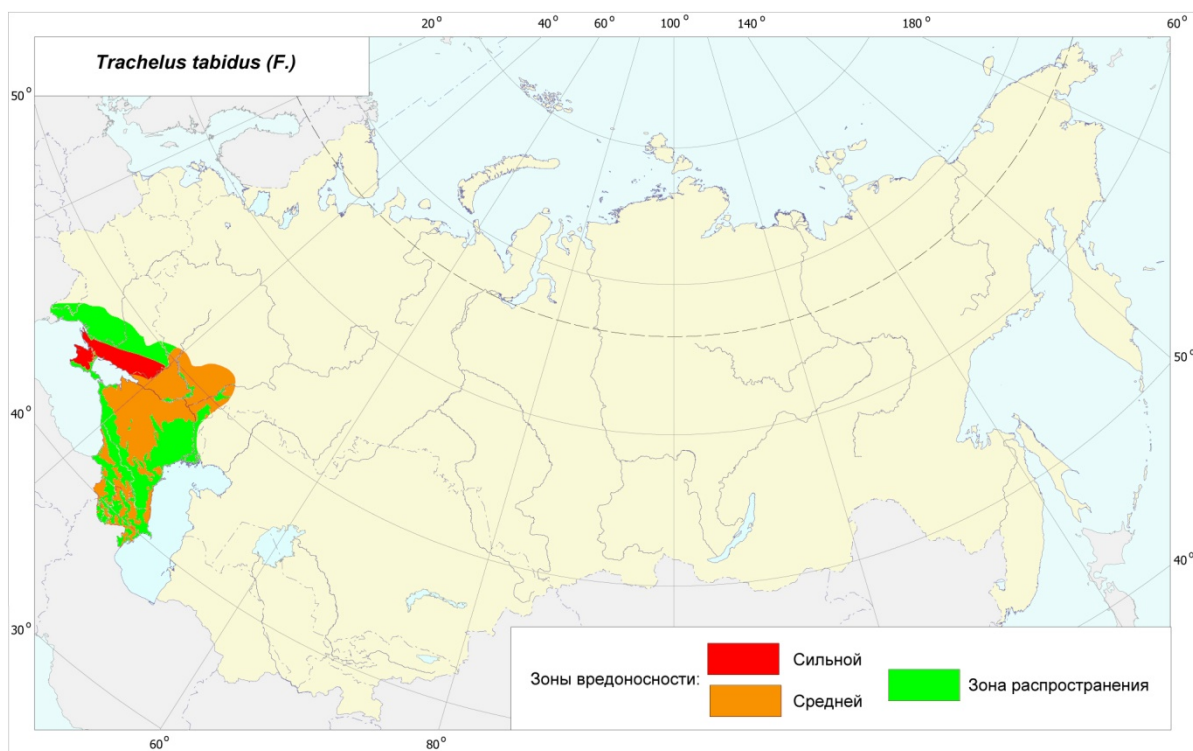 20° 40° 60° 100° 140° 180° 60°
Trachelus tabidus (F.)
50°
40°
30°
50°
40°
60° 80°
Зоны вредоносности:
Сильной
Средней
Зона распространения